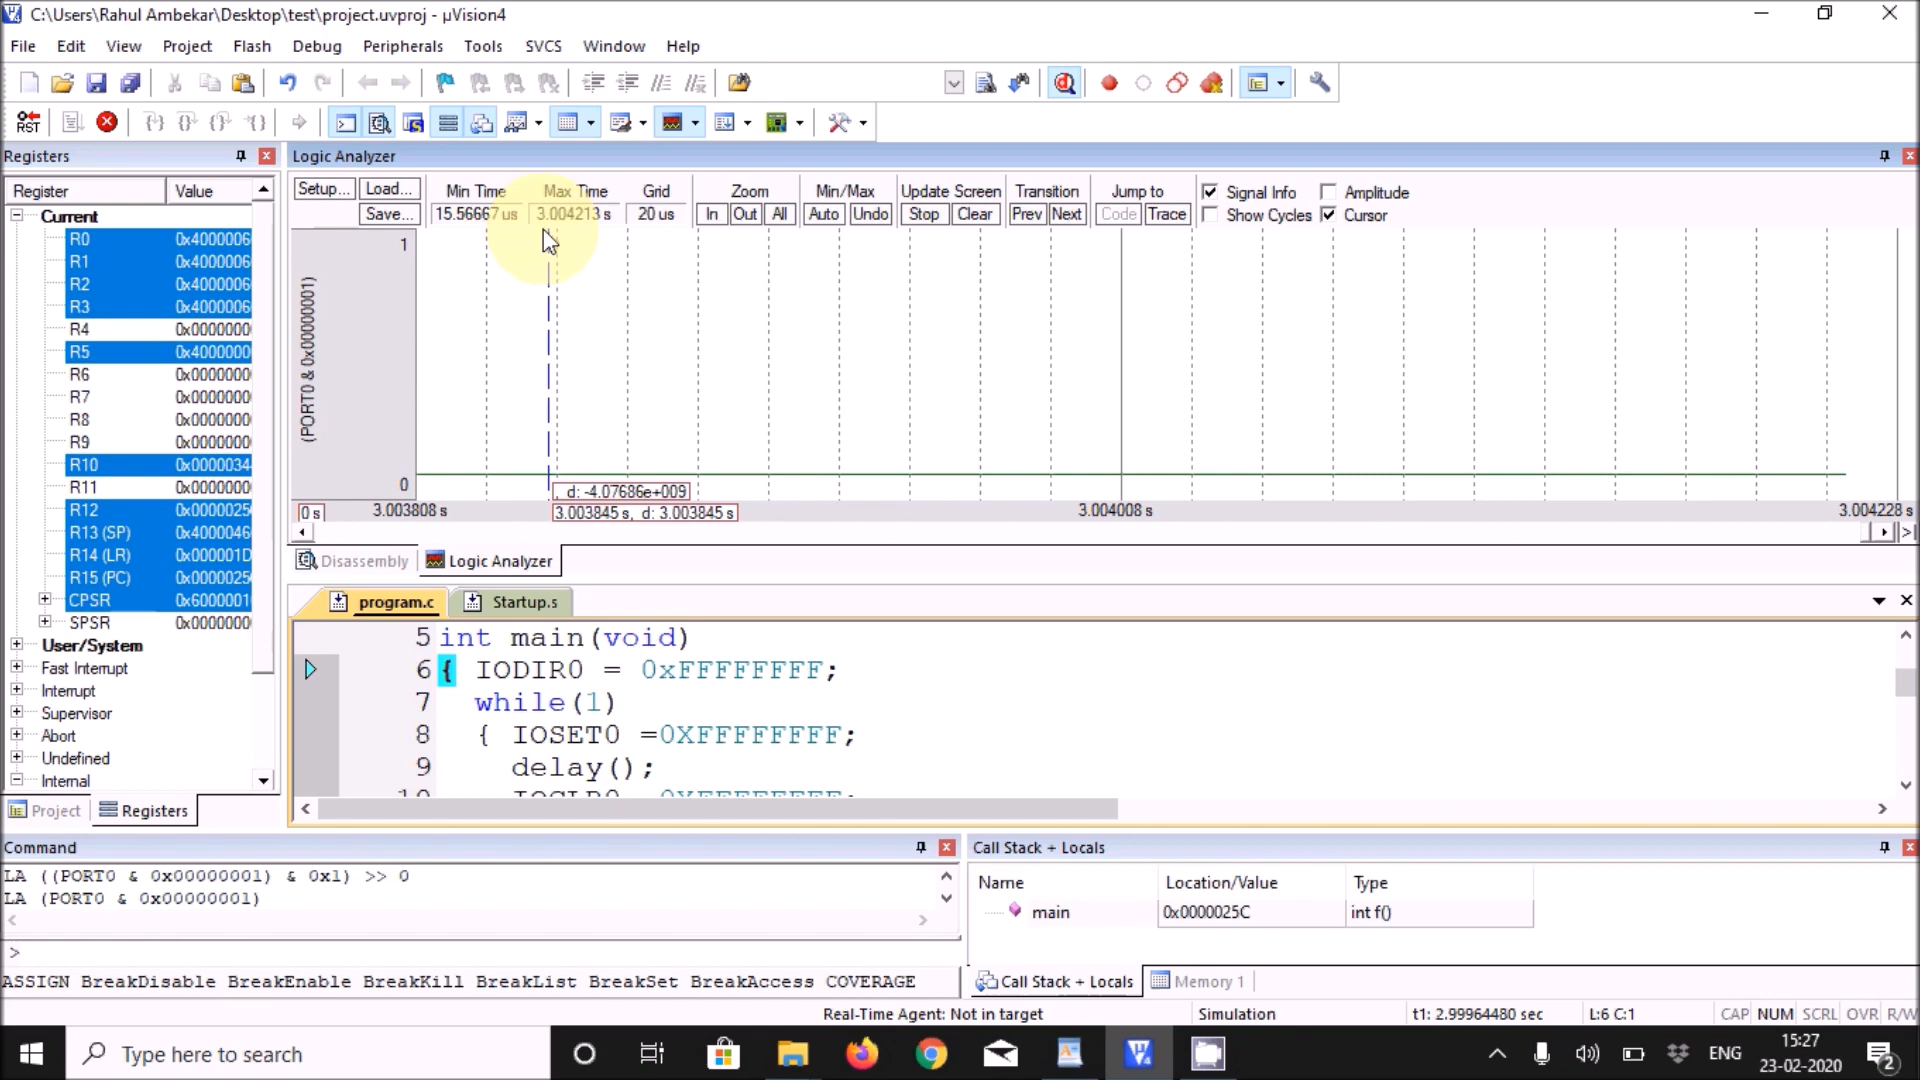 C:\Users\Rahul Ambekar\Desktop\test\project.uvproj - µVision4
File Edit View Project Flash Debug Peripherals Tools SVCS Window Help
RST
Registers
Register Value
Current
R0 0x4000006
R1 0x4000006
R2 0x4000006
R3 0x4000006
R4 0x0000000
R5 0x4000000
R6 0x0000000
R7 0x0000000
R8 0x0000000
R9 0x0000000
R10 0x0000034
R11 0x0000000
R12 0x0000025
R13 (SP) 0x4000046
R14 (LR) 0x000001D
R15 (PC) 0x0000025
CPSR 0x6000001
SPSR 0x0000000
User/System
Fast Interrupt
Interrupt
Supervisor
Abort
Undefined
Internal
Project Registers
Logic Analyzer
Setup... Load... Min Time Max Time Grid Zoom Min/Max Update Screen Transition Jump to Signal Info Amplitude
Save... 15.56667 us 3.004213 s 20 us In Out All Auto Undo Stop Clear Prev Next Code Trace Show Cycles Cursor
1
(PORT0 & 0x00000001)
0
, d: -4.07686e+009
0 s 3.003808 s 3.003845 s, d: 3.003845 s 3.004008 s 3.004228 s
Disassembly Logic Analyzer
program.c Startup.s
5 int main(void)
6 { IODIR0 = 0xFFFFFFFF;
7 while(1)
8 { IOSET0 =0XFFFFFFFF;
9 delay();
Command
LA ((PORT0 & 0x00000001) & 0x1) >> 0
LA (PORT0 & 0x00000001)
>
ASSIGN BreakDisable BreakEnable BreakKill BreakList BreakSet BreakAccess COVERAGE
Call Stack + Locals
Name Location/Value Type
main 0x0000025C int f()
Call Stack + Locals Memory 1
Real-Time Agent: Not in target Simulation t1: 2.99964480 sec L:6 C:1 CAP NUM SCRL OVR R/W
Type here to search
ENG
15:27
23-02-2020
2